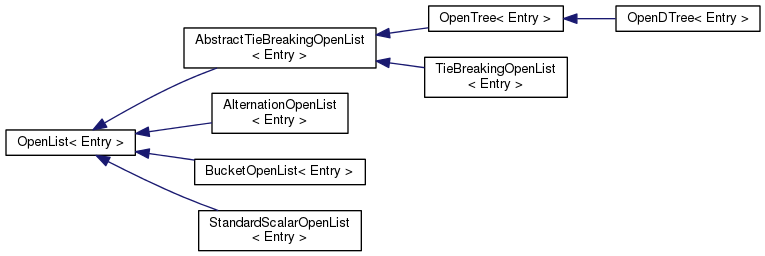 OpenList< Entry >
AbstractTieBreakingOpenList
< Entry >
AlternationOpenList
< Entry >
BucketOpenList< Entry >
StandardScalarOpenList
< Entry >
OpenTree< Entry >
TieBreakingOpenList
< Entry >
OpenDTree< Entry >